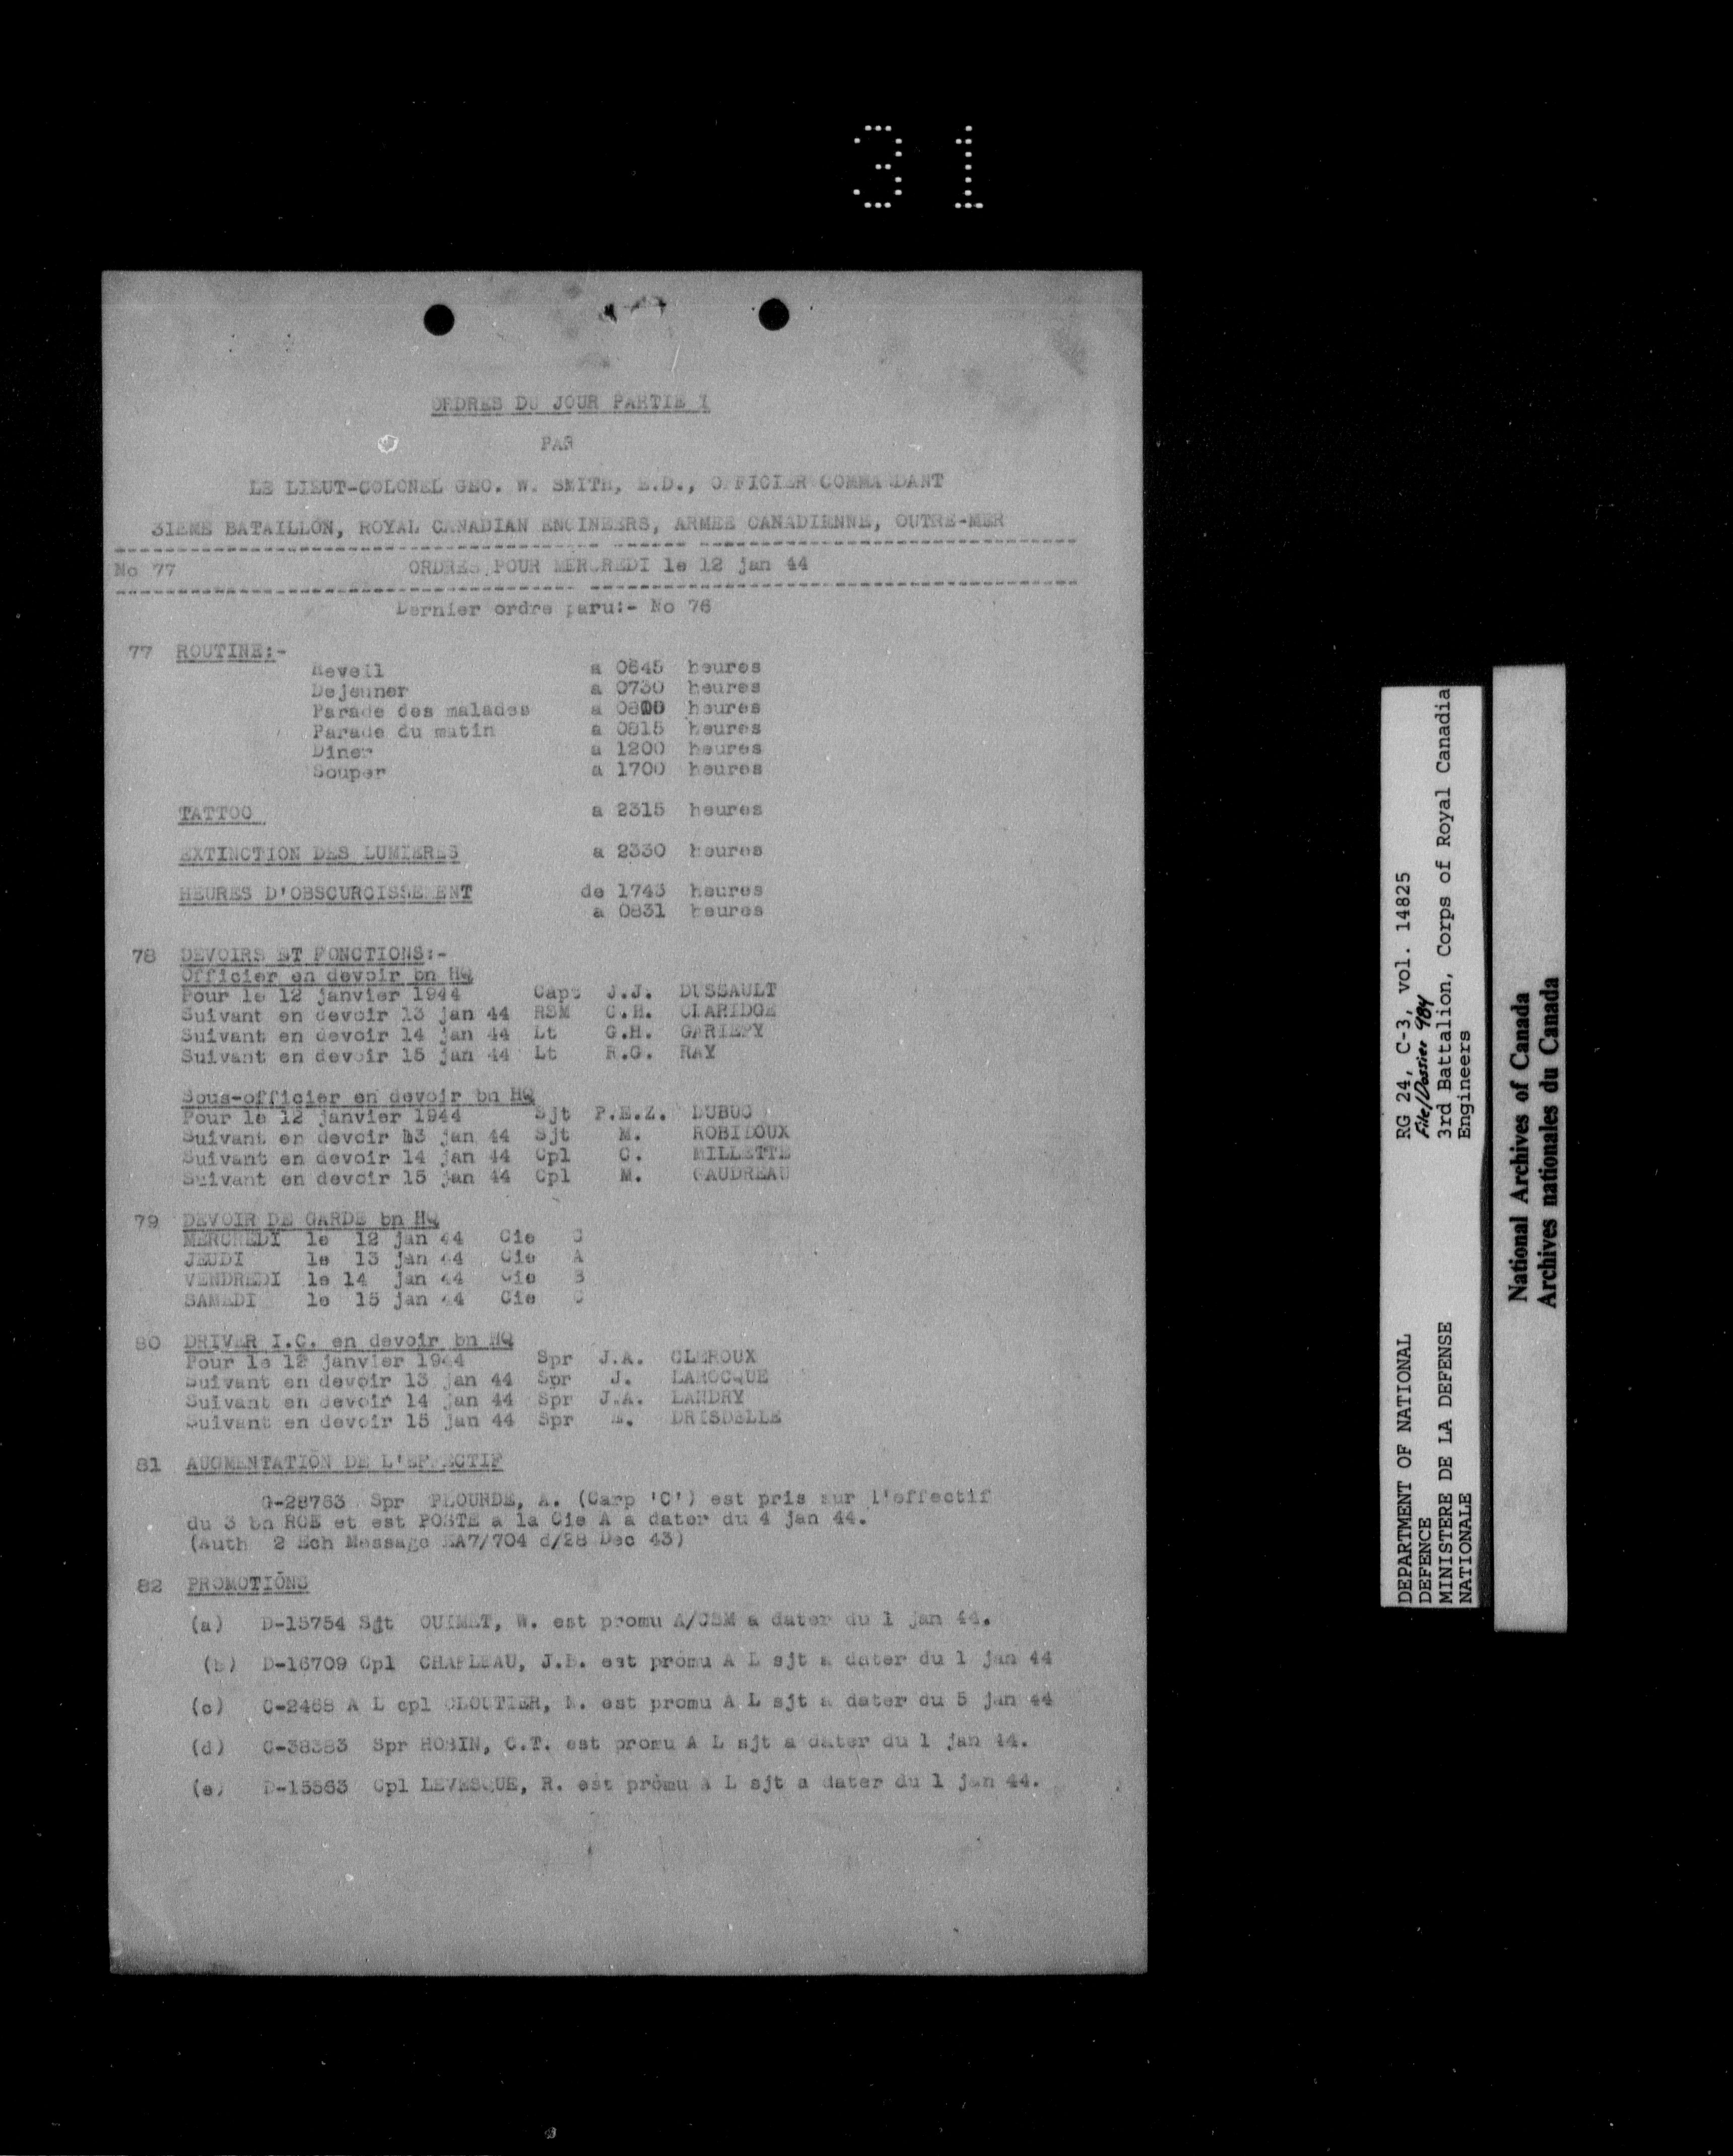 31
ORDRES DU JOUR PARTIE I
PAR
LE LIEUT-COLONEL GEO. W. SMITH, E.D., O FICIER COMMANDANT
31EME BATAILLON, ROYAL CANADIAN ENGINEERS, ARMEE CANADIENNE, OUTRE-MER
No 77 ORDRES POUR MERCREDI le 12 jan 44
Dernier ordre paru:- No 76
77 ROUTINE:-
Reveil a 0645 heures
Dejeuner a 0730 heures
Parade des malades a 0800 heures
Parade du matin a 0815 heures
Diner a 1200 heures
Souper a 1700 heures
TATTOO a 2315 heures
EXTINCTION DES LUMIERES a 2330 heures
HEURES D'OBSCURCISSEMENT de 1743 heures
a 0831 heures
78 DEVOIRS ET FONCTIONS:-
Officier en devoir bn HQ
Pour le 12 janvier 1944 Capt J.J. DUSSAULT
Suivant en devoir 13 jan 44 RSM C.H. CLARIDGE
Suivant en devoir 14 jan 44 Lt G.H. GARIEPY
Suivant en devoir 15 jan 44 Lt R.G. RAY
Sous-officier en devoir bn HQ
Pour le 12 janvier 1944 Sjt P.E.Z. DUBUC
Suivant en devoir 13 jan 44 Sjt M. ROBIDOUX
Suivant en devoir 14 jan 44 Cpl C. MILLETTE
Suivant en devoir 15 jan 44 Cpl M. GAUDREAU
79 DEVOIR DE GARDE bn HQ
MERCREDI le 12 jan 44 Cie C
JEUDI le 13 jan 44 Cie A
VENDREDI le 14 jan 44 Cie B
SAMEDI le 15 jan 44 Cie C
80 DRIVER I.C. en devoir bn HQ
Pour le 12 janvier 1944 Spr J.A. CLEROUX
Suivant en devoir 13 jan 44 Spr J. LAROCQUE
Suivant en devoir 14 jan 44 Spr J.A. LANDRY
Suivant en devoir 15 jan 44 Spr DRISDELLE
81 AUGMENTATION DE L'EFFECTIF
G-28763 Spr PLOURDE, A. (Carp 'C') est pris sur l'effectif
du 3 bn RCE et est POSTE a la Cie A a dater du 4 jan 44.
(Auth 2 Ech Message EA7/704 d/28 Dec 43)
82 PROMOTIONS
(a) D-15754 Sjt OUIMET, W. est promu A/CSM a dater du 1 jan 44.
(b) D-16709 Cpl CHAPLEAU, J.B. est promu A L sjt a dater du 1 jan 44
(c) C-2468 A L cpl CLOUTIER, N. est promu A L sjt a dater du 5 jan 44
(d) C-38383 Spr ROBIN, C.T. est promu A L sjt a dater du 1 jan 44.
(e) D-15563 Cpl LEVESQUE, R. est promu A L sjt a dater du 1 jan 44.
DEPARTMENT OF NATIONAL RG 24, C-3, vol. 14825
DEFENCE File/Dossier 984
MINISTERE DE LA DEFENSE 3rd Battalion, Corps of Royal Canadia
NATIONALE Engineers
National Archives of Canada
Archives nationales du Canada